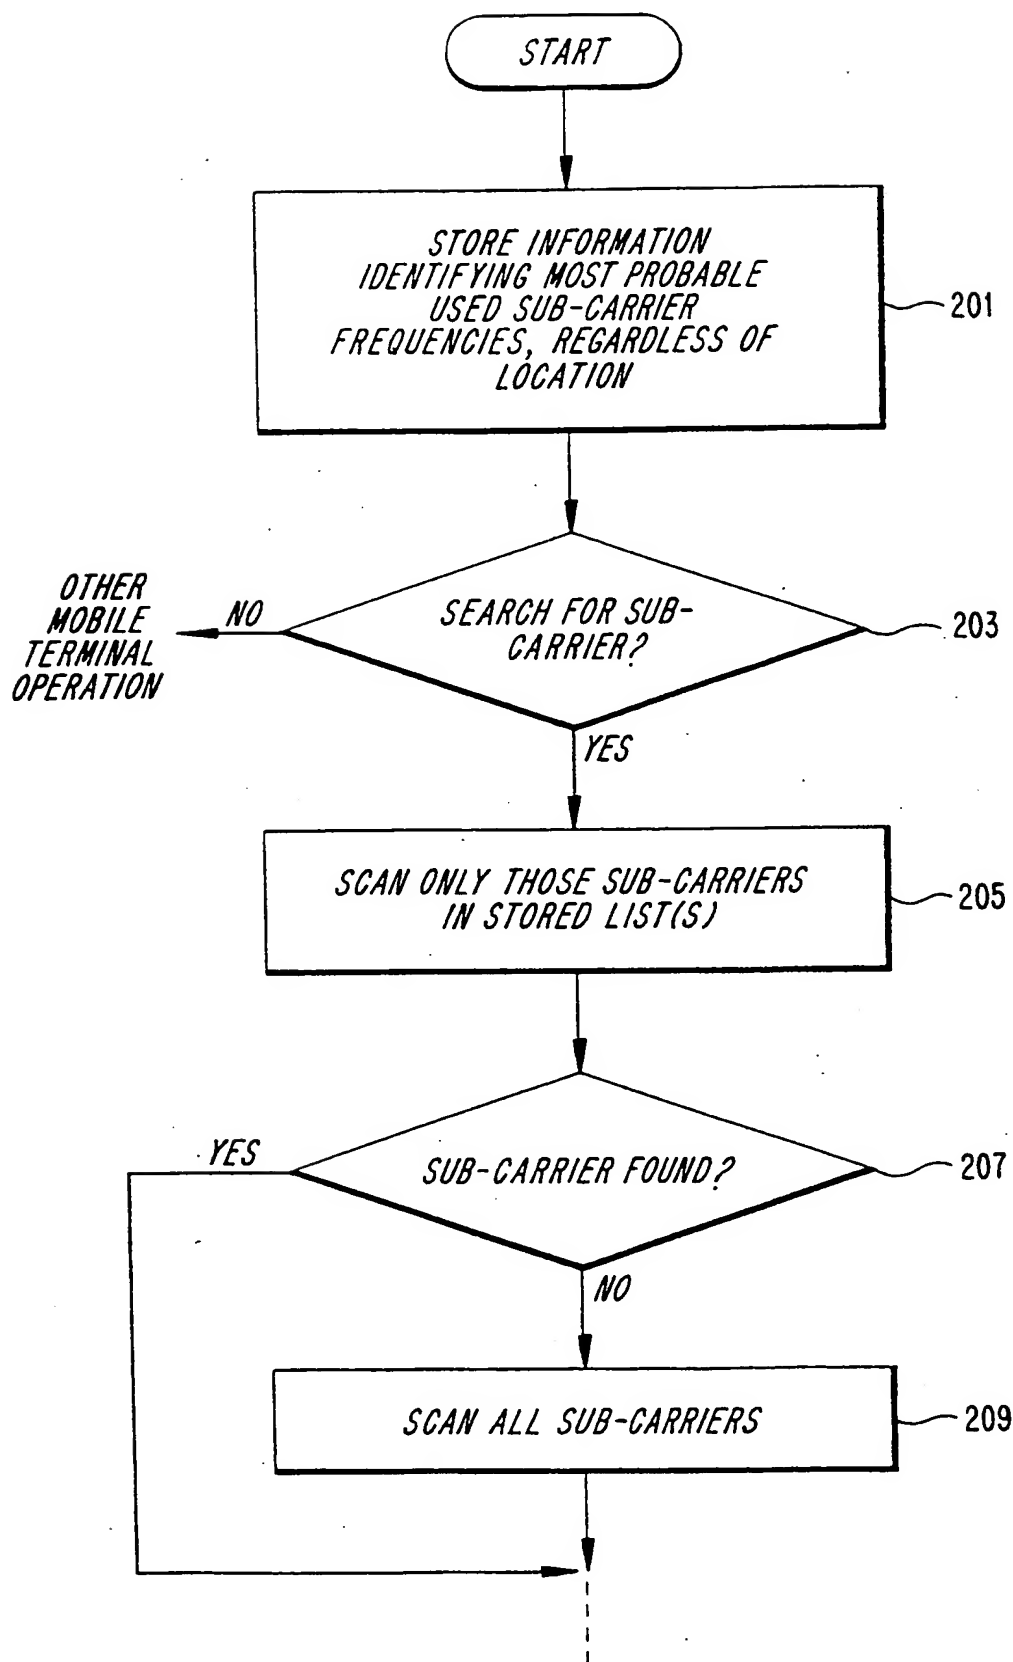 START
STORE INFORMATION
IDENTIFYING MOST PROBABLE
USED SUB-CARRIER
FREQUENCIES, REGARDLESS OF
LOCATION
201
SEARCH FOR SUB-
CARRIER?
203
NO
OTHER
MOBILE
TERMINAL
OPERATION
YES
SCAN ONLY THOSE SUB-CARRIERS
IN STORED LIST(S)
205
SUB-CARRIER FOUND?
207
YES
NO
SCAN ALL SUB-CARRIERS
209